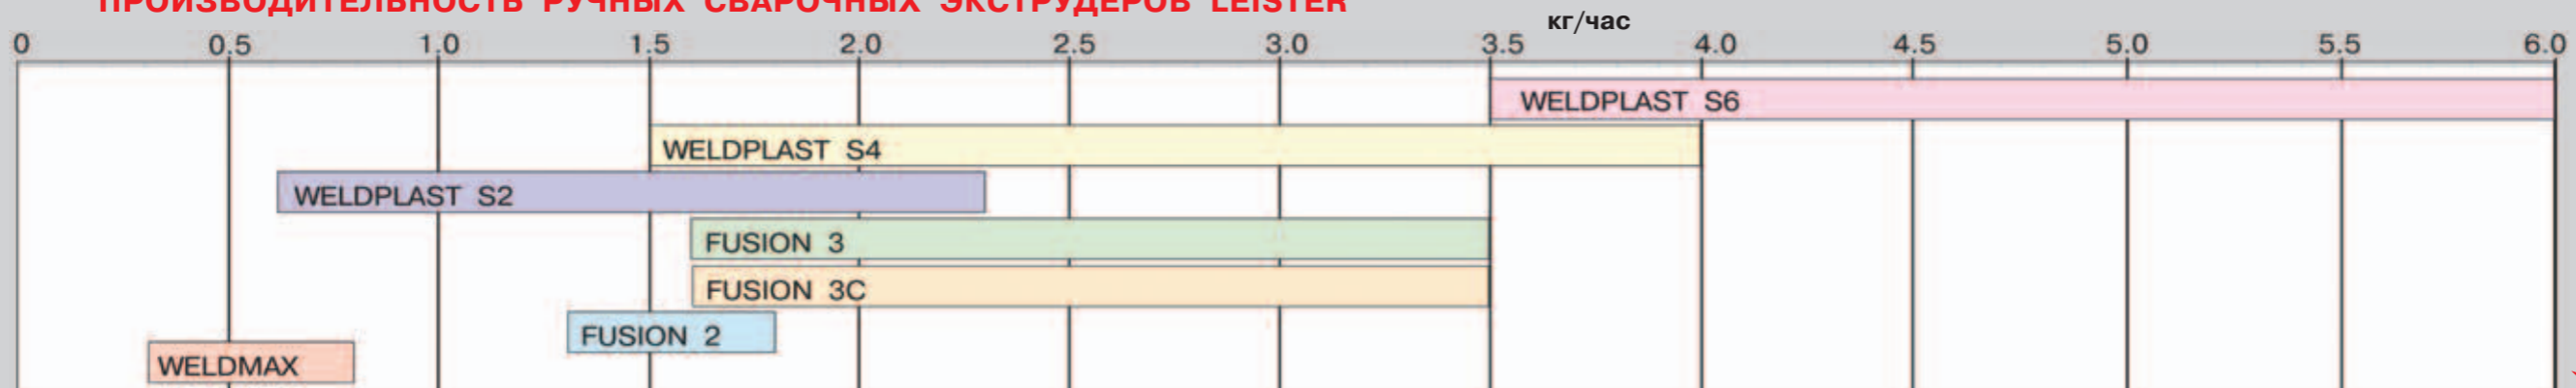 ПРОИЗВОДИТЕЛЬНОСТЬ РУЧНЫХ СВАРОЧНЫХ ЭКСТРУДЕРОВ LEISTER
кг/час
0 0.5 1.0 1.5 2.0 2.5 3.0 3.5 4.0 4.5 5.0 5.5 6.0
WELDPLAST S6
WELDPLAST S4
WELDPLAST S2
FUSION 3
FUSION 3C
FUSION 2
WELDMAX